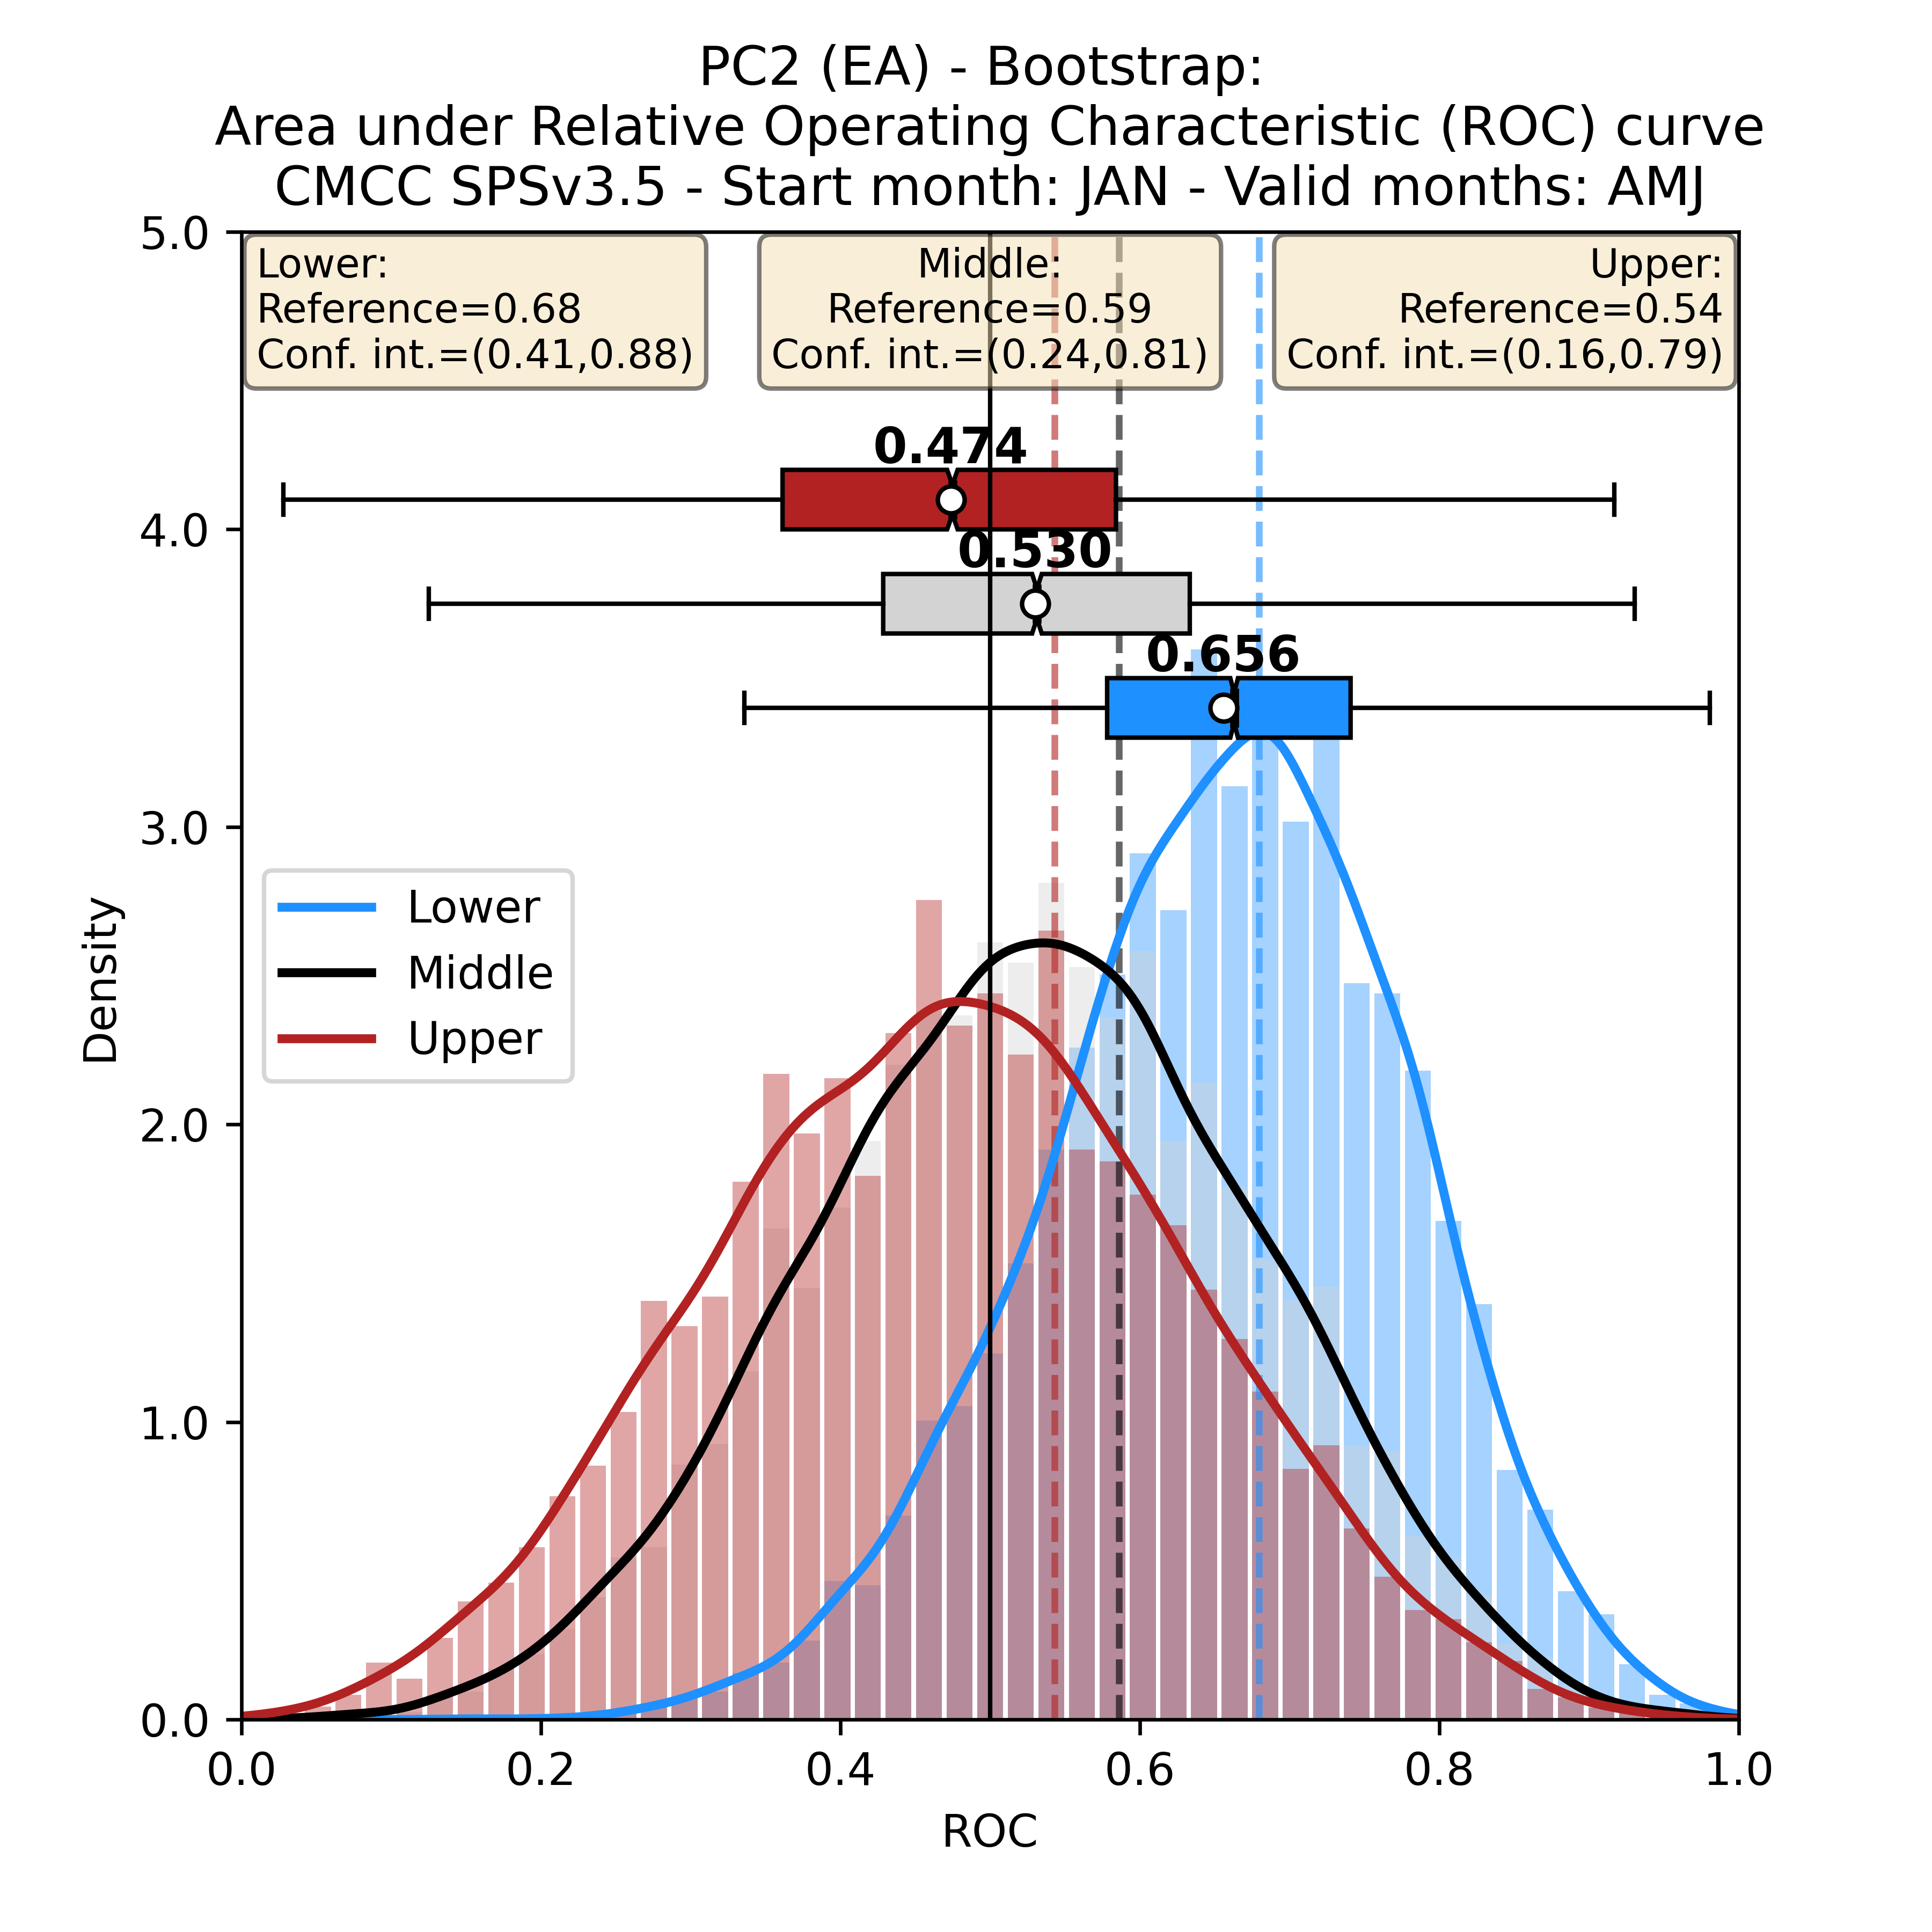 PC2 (EA) - Bootstrap:
Area under Relative Operating Characteristic (ROC) curve
CMCC SPSv3.5 - Start month: JAN - Valid months: AMJ
Lower:
Reference=0.68
Conf. int.=(0.41,0.88)
Middle:
Reference=0.59
Conf. int.=(0.24,0.81)
Upper:
Reference=0.54
Conf. int.=(0.16,0.79)
0.474
0.530
0.656
Lower
Middle
Upper
Density
5.0
4.0
3.0
2.0
1.0
0.0
0.0
0.2
0.4
0.6
0.8
1.0
ROC